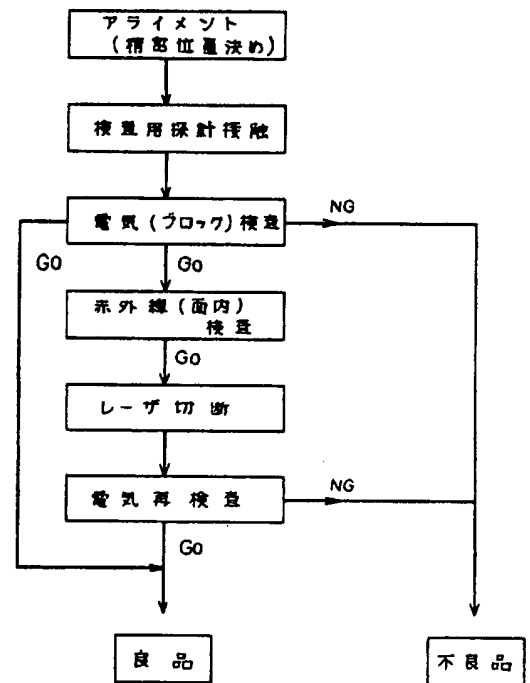 アライメント
(精密位置決め)
検査用探針接触
電気(ブロック)検査
NG
GO
GO
赤外線(面内)
検査
GO
レーザ切断
電気再検査
NG
GO
良品
不良品